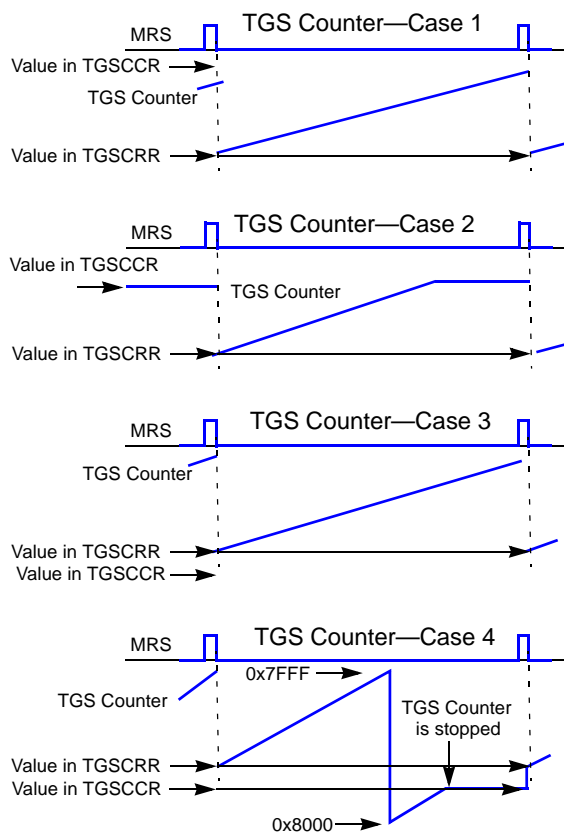 TGS Counter—Case 1
MRS
Value in TGSCCR
TGS Counter
Value in TGSCRR
TGS Counter—Case 2
MRS
Value in TGSCCR
TGS Counter
Value in TGSCRR
TGS Counter—Case 3
MRS
TGS Counter
Value in TGSCRR
Value in TGSCCR
TGS Counter—Case 4
MRS
0x7FFF
TGS Counter
TGS Counter
is stopped
Value in TGSCRR
Value in TGSCCR
0x8000